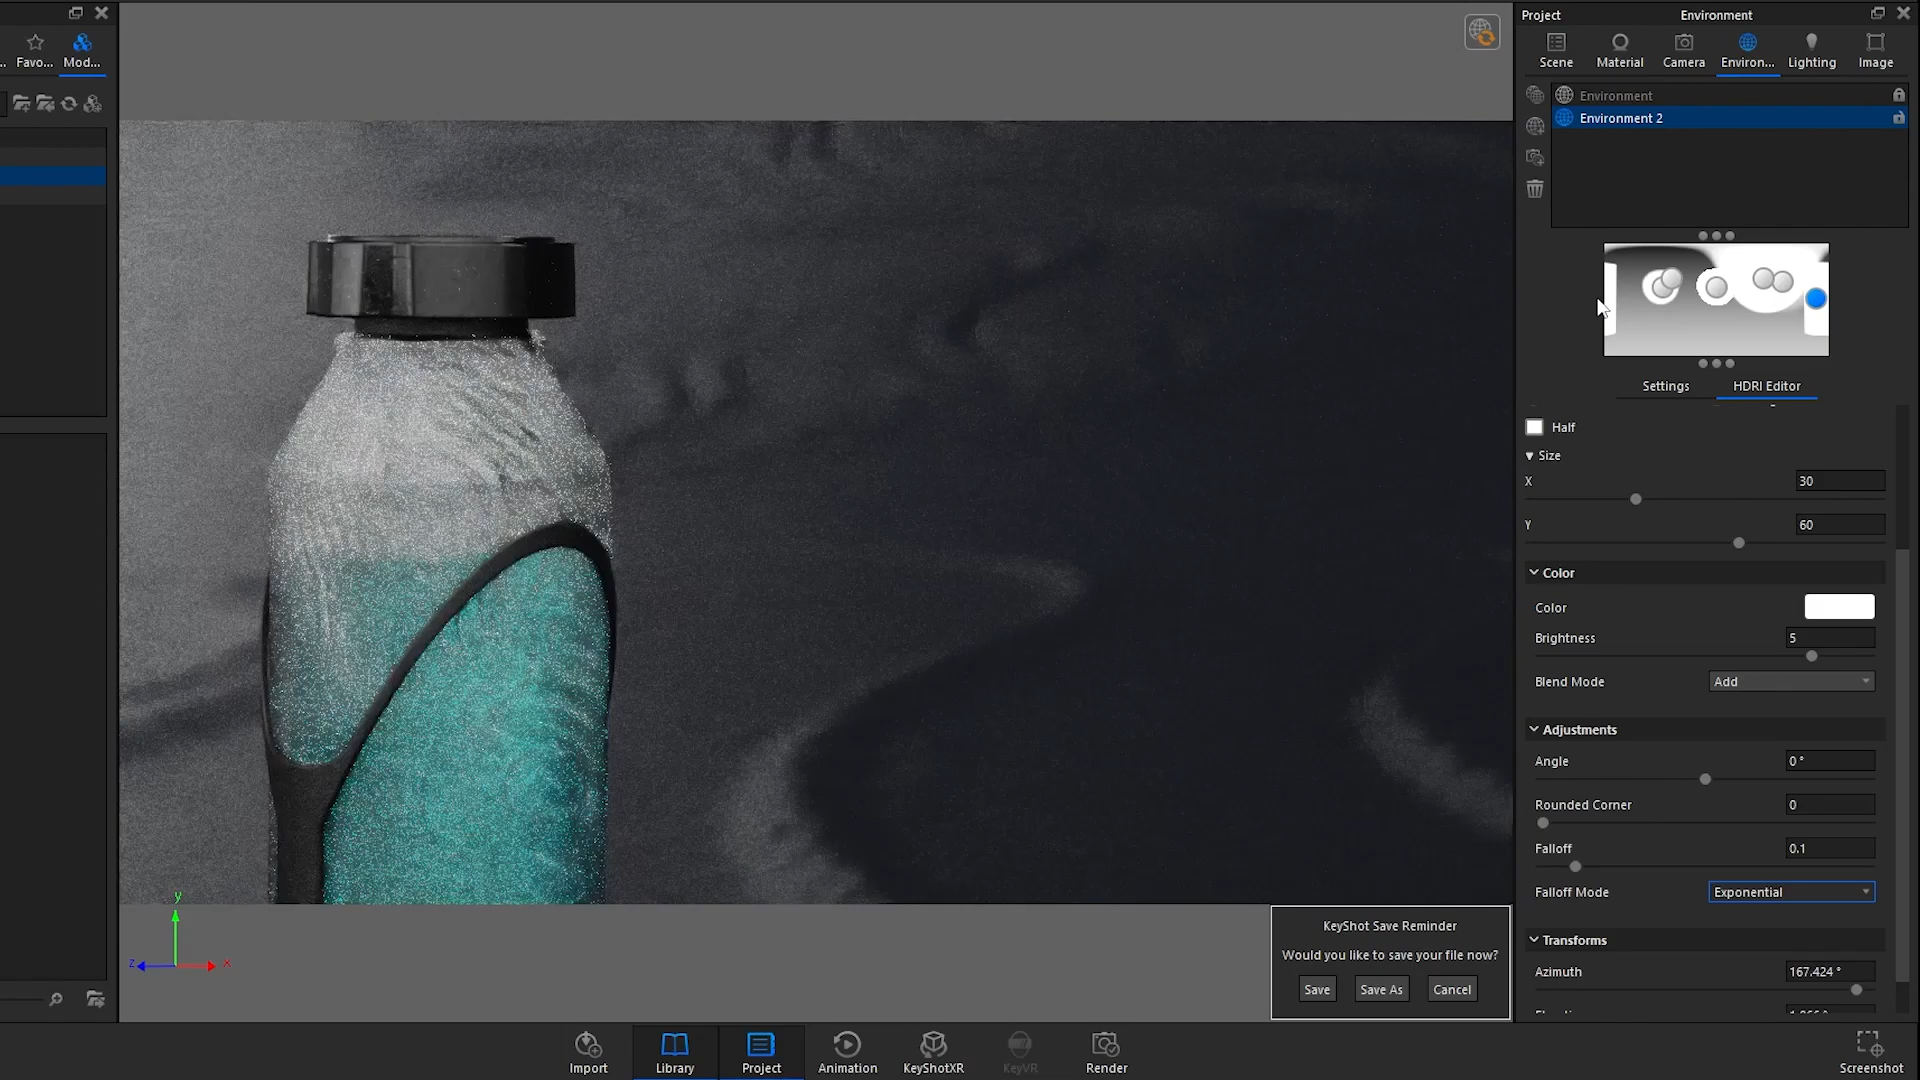 Project
Environment
Favo...
Mod...
Scene
Material
Camera
Environ...
Lighting
Image
Environment
Environment 2
Settings
HDRI Editor
Half
Size
X
30
Y
60
Color
Color
Brightness
5
Blend Mode
Add
Adjustments
Angle
0 °
Rounded Corner
0
Falloff
0.1
Falloff Mode
Exponential
Transforms
Azimuth
167.424 °
y
z
x
KeyShot Save Reminder
Would you like to save your file now?
Save
Save As
Cancel
Import
Library
Project
Animation
KeyShotXR
KeyVR
Render
Screenshot